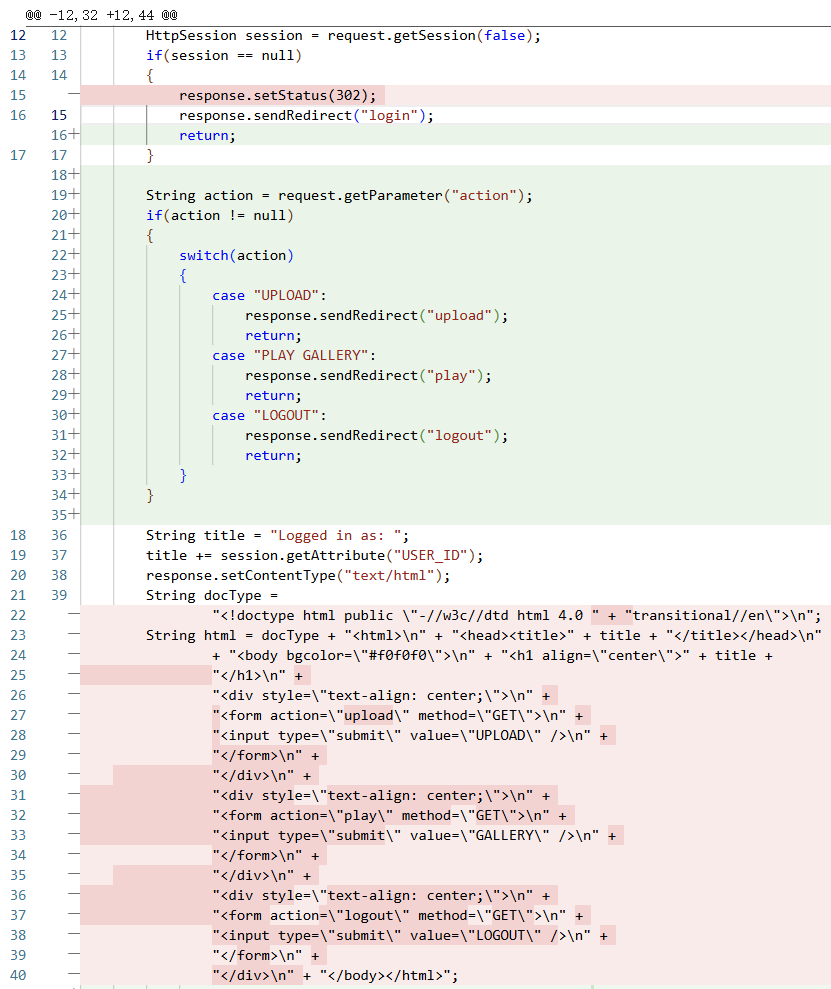 @@ -12,32 +12,44 @@
12 12 HttpSession session = request.getSession(false);
13 13 if(session == null)
14 14 {
15 — response.setStatus(302);
16 15 response.sendRedirect("login");
16+ return;
17 17 }
18+
19+ String action = request.getParameter("action");
20+ if(action != null)
21+ {
22+ switch(action)
23+ {
24+ case "UPLOAD":
25+ response.sendRedirect("upload");
26+ return;
27+ case "PLAY GALLERY":
28+ response.sendRedirect("play");
29+ return;
30+ case "LOGOUT":
31+ response.sendRedirect("logout");
32+ return;
33+ }
34+ }
35+
18 36 String title = "Logged in as: ";
19 37 title += session.getAttribute("USER_ID");
20 38 response.setContentType("text/html");
21 39 String docType =
22 — "<!doctype html public \"-//w3c//dtd html 4.0 " + "transitional//en\">\n";
23 — String html = docType + "<html>\n" + "<head><title>" + title + "</title></head>\n"
24 — + "<body bgcolor=\"#f0f0f0\">\n" + "<h1 align=\"center\">" + title +
25 — "</h1>\n" +
26 — "<div style=\"text-align: center;\">\n" +
27 — "<form action=\"upload\" method=\"GET\">\n" +
28 — "<input type=\"submit\" value=\"UPLOAD\" />\n" +
29 — "</form>\n" +
30 — "</div>\n" +
31 — "<div style=\"text-align: center;\">\n" +
32 — "<form action=\"play\" method=\"GET\">\n" +
33 — "<input type=\"submit\" value=\"GALLERY\" />\n" +
34 — "</form>\n" +
35 — "</div>\n" +
36 — "<div style=\"text-align: center;\">\n" +
37 — "<form action=\"logout\" method=\"GET\">\n" +
38 — "<input type=\"submit\" value=\"LOGOUT\" />\n" +
39 — "</form>\n" +
40 — "</div>\n" + "</body></html>";